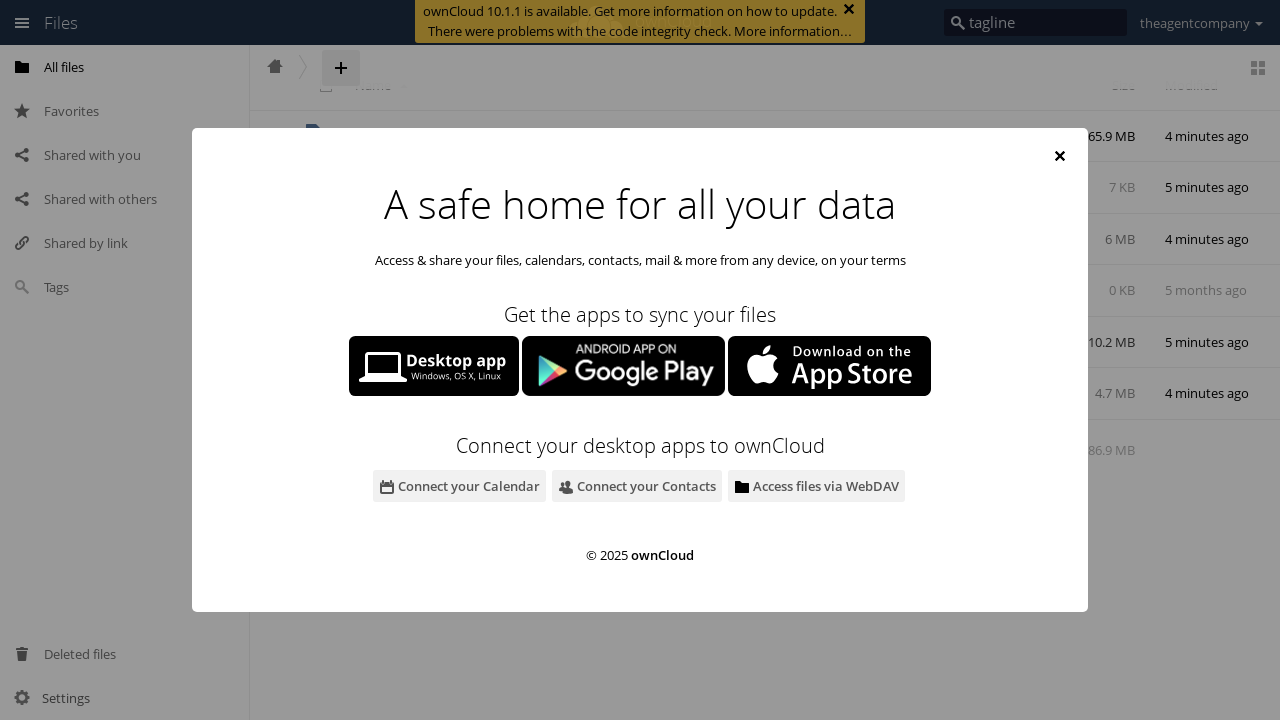 Files
ownCloud 10.1.1 is available. Get more information on how to update.
There were problems with the code integrity check. More information…
tagline
theagentcompany
All files
Favorites
Shared with you
Shared with others
Shared by link
Tags
Deleted files
Settings
65.9 MB 4 minutes ago
7 KB 5 minutes ago
6 MB 4 minutes ago
0 KB 5 months ago
10.2 MB 5 minutes ago
4.7 MB 4 minutes ago
86.9 MB
A safe home for all your data
Access & share your files, calendars, contacts, mail & more from any device, on your terms
Get the apps to sync your files
Desktop app
Windows, OS X, Linux
ANDROID APP ON
Google Play
Download on the
App Store
Connect your desktop apps to ownCloud
Connect your Calendar
Connect your Contacts
Access files via WebDAV
© 2025 ownCloud